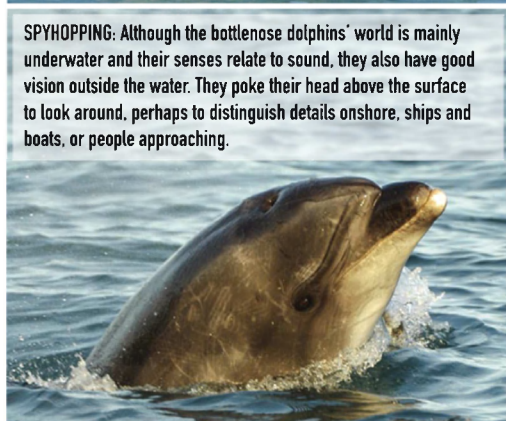 SPYHOPPING: Although the bottlenose dolphins' world is mainly
underwater and their senses relate to sound, they also have good
vision outside the water. They poke their head above the surface
to look around, perhaps to distinguish details onshore, ships and
boats, or people approaching.